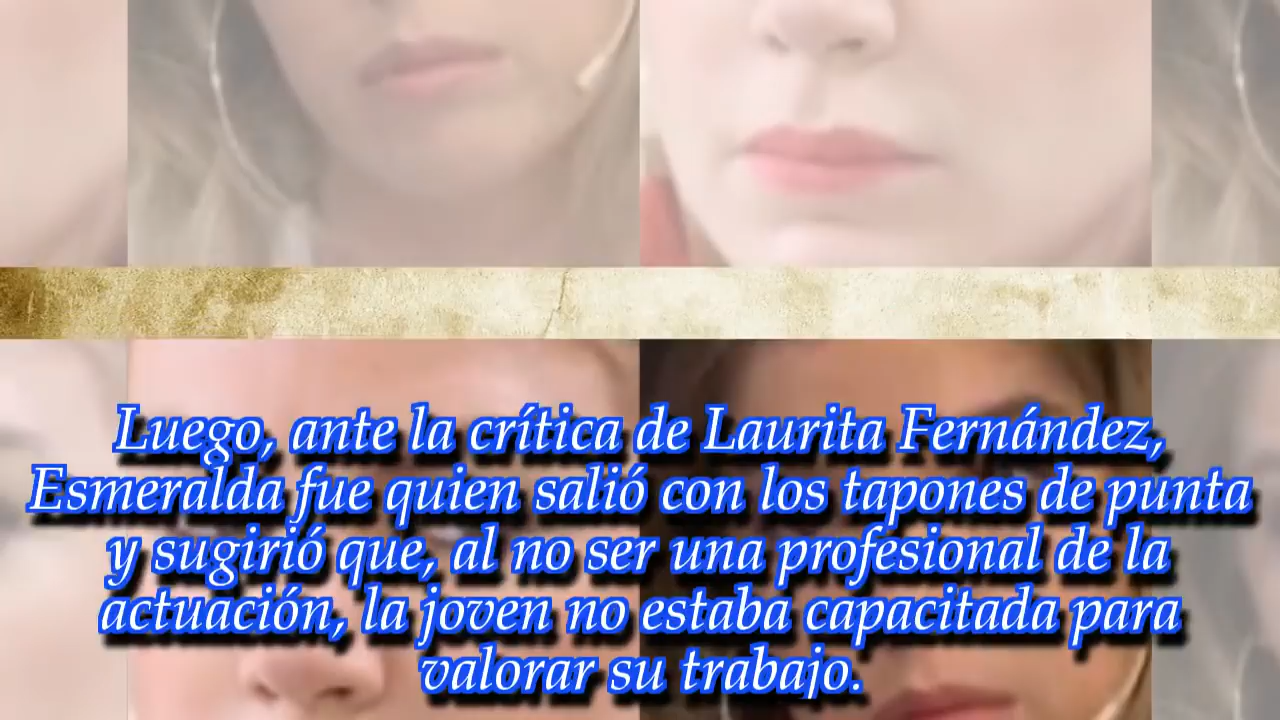 Luego, ante la crítica de Laurita Fernández,
Esmeralda fue quien salió con los tapones de punta
y sugirió que, al no ser una profesional de la
actuación, la joven no estaba capacitada para
valorar su trabajo.